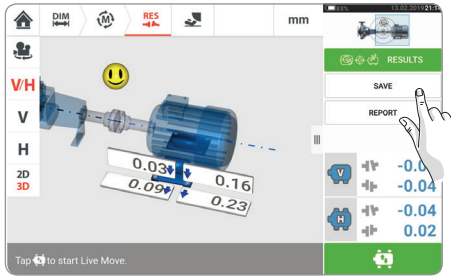 DIM
M
RES
mm
83%
13.02.2019
RESULTS
V/H
V
H
2D
3D
0.03
0.16
0.09
0.23
SAVE
REPORT
V
-0.04
H
-0.04
0.02
Tap to start Live Move.